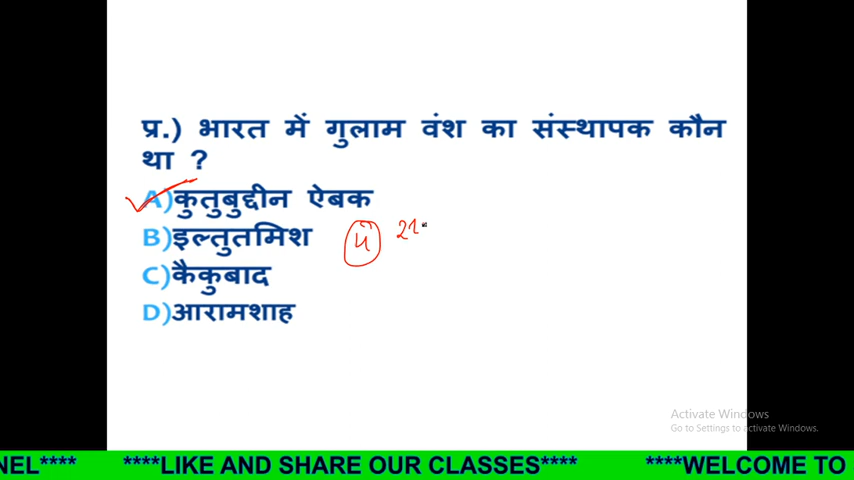 प्र.) भारत में गुलाम वंश का संस्थापक कौन
था ?
A)कुतुबुद्दीन ऐबक
B)इल्तुतमिश
C)कैकुबाद
D)आरामशाह
Activate Windows
Go to Settings to activate Windows.
NEL**** ****LIKE AND SHARE OUR CLASSES**** ****WELCOME TO